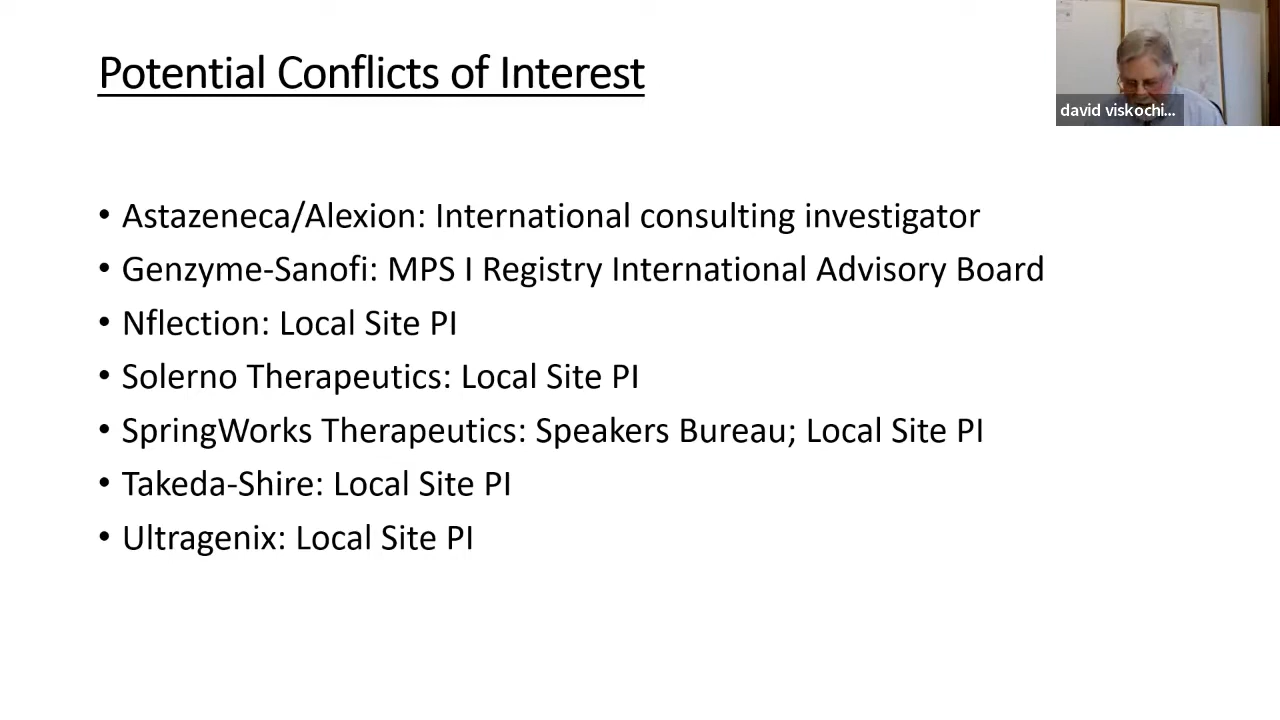 Potential Conflicts of Interest
david viskochi...
• Astazeneca/Alexion: International consulting investigator
• Genzyme-Sanofi: MPS I Registry International Advisory Board
• Nflection: Local Site PI
• Solerno Therapeutics: Local Site PI
• SpringWorks Therapeutics: Speakers Bureau; Local Site PI
• Takeda-Shire: Local Site PI
• Ultragenix: Local Site PI